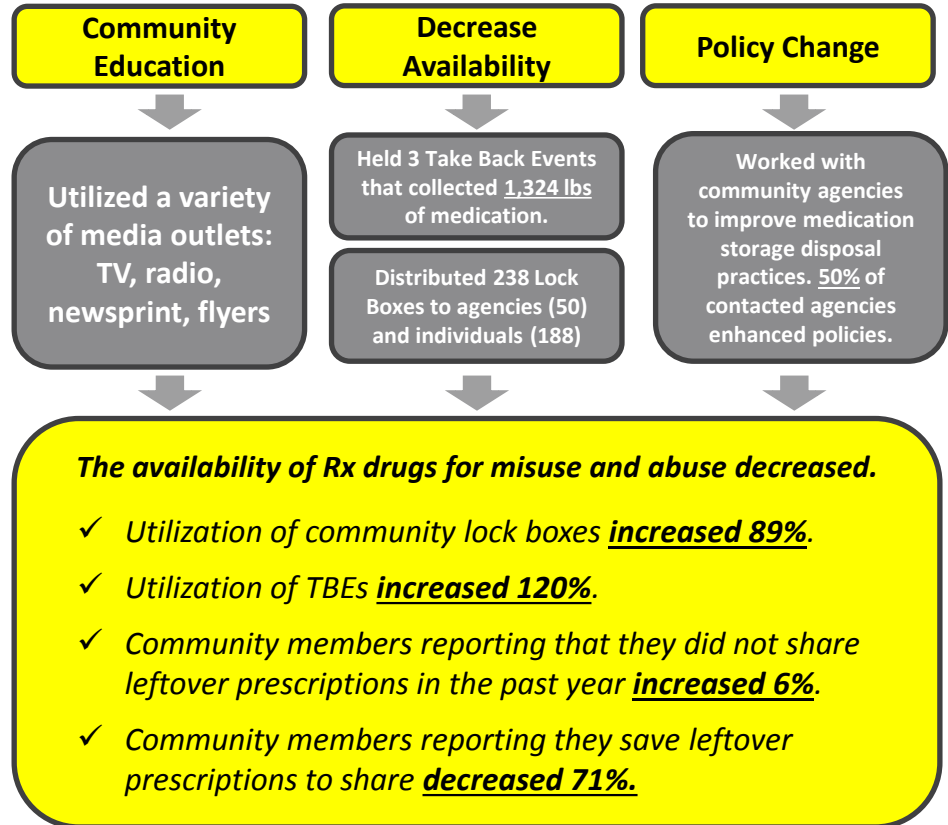 Community
Education
Decrease
Availability
Policy Change
Utilized a variety
of media outlets:
TV, radio,
newsprint, flyers
Held 3 Take Back Events
that collected 1,324 lbs
of medication.
Distributed 238 Lock
Boxes to agencies (50)
and individuals (188)
Worked with
community agencies
to improve medication
storage disposal
practices. 50% of
contacted agencies
enhanced policies.
The availability of Rx drugs for misuse and abuse decreased.
✓ Utilization of community lock boxes increased 89%.
✓ Utilization of TBEs increased 120%.
✓ Community members reporting that they did not share
leftover prescriptions in the past year increased 6%.
✓ Community members reporting they save leftover
prescriptions to share decreased 71%.